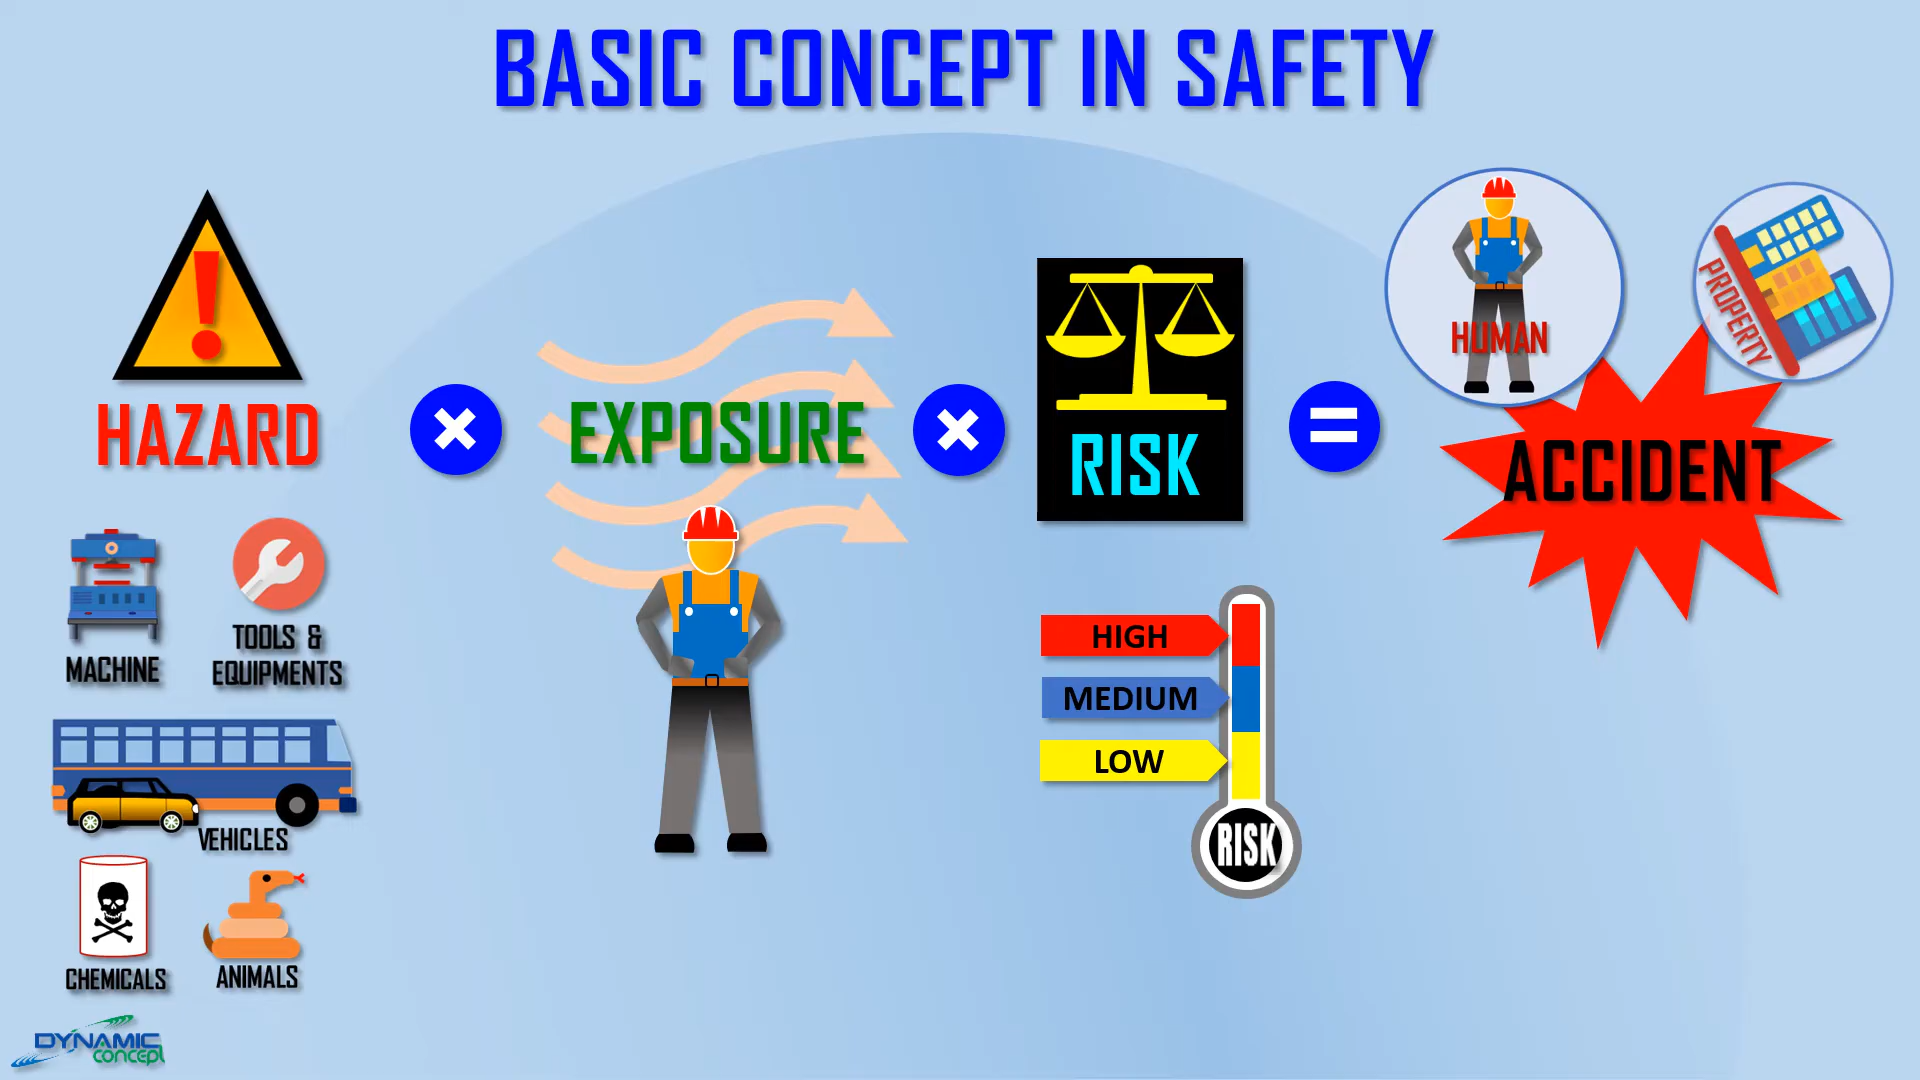 BASIC CONCEPT IN SAFETY
HAZARD
EXPOSURE
RISK
HUMAN
PROPERTY
ACCIDENT
MACHINE
TOOLS &
EQUIPMENTS
VEHICLES
CHEMICALS
ANIMALS
HIGH
MEDIUM
LOW
RISK
DYNAMIC
concept